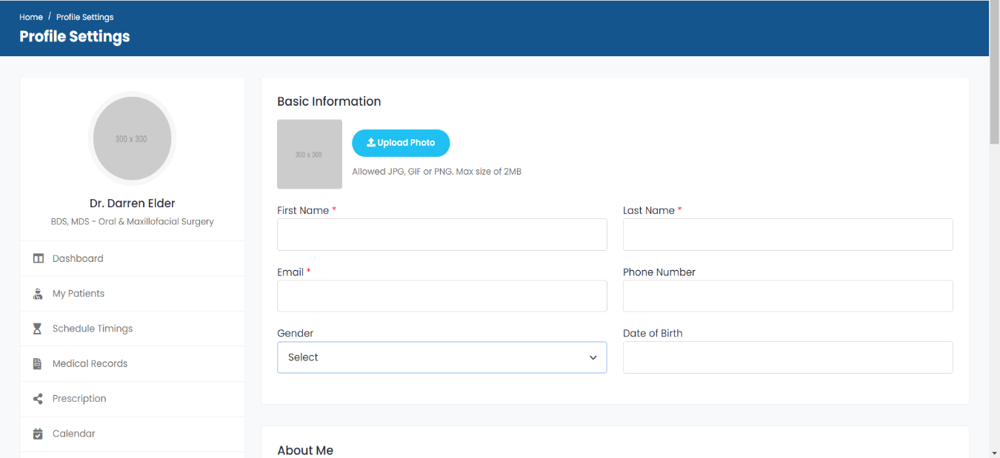 Home / Profile Settings
Profile Settings
300 x 300
Dr. Darren Elder
BDS, MDS - Oral & Maxillofacial Surgery
Dashboard
My Patients
Schedule Timings
Medical Records
Prescription
Calendar
Basic Information
300 x 300
Upload Photo
Allowed JPG, GIF or PNG. Max size of 2MB
First Name *
Last Name *
Email *
Phone Number
Gender
Select
Date of Birth
About Me